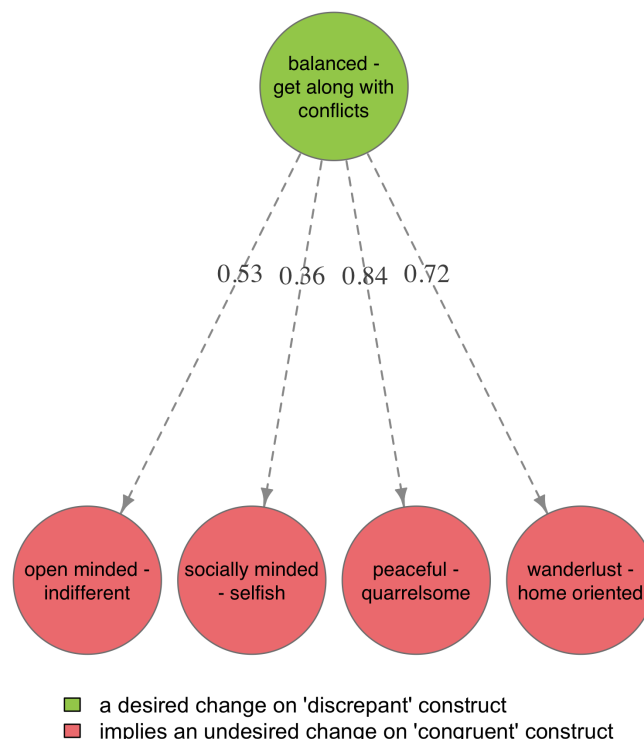 balanced -
get along with
conflicts
0.53 0.36 0.84 0.72
open minded -
indifferent
socially minded
- selfish
peaceful -
quarrelsome
wanderlust -
home oriented
a desired change on 'discrepant' construct
implies an undesired change on 'congruent' construct